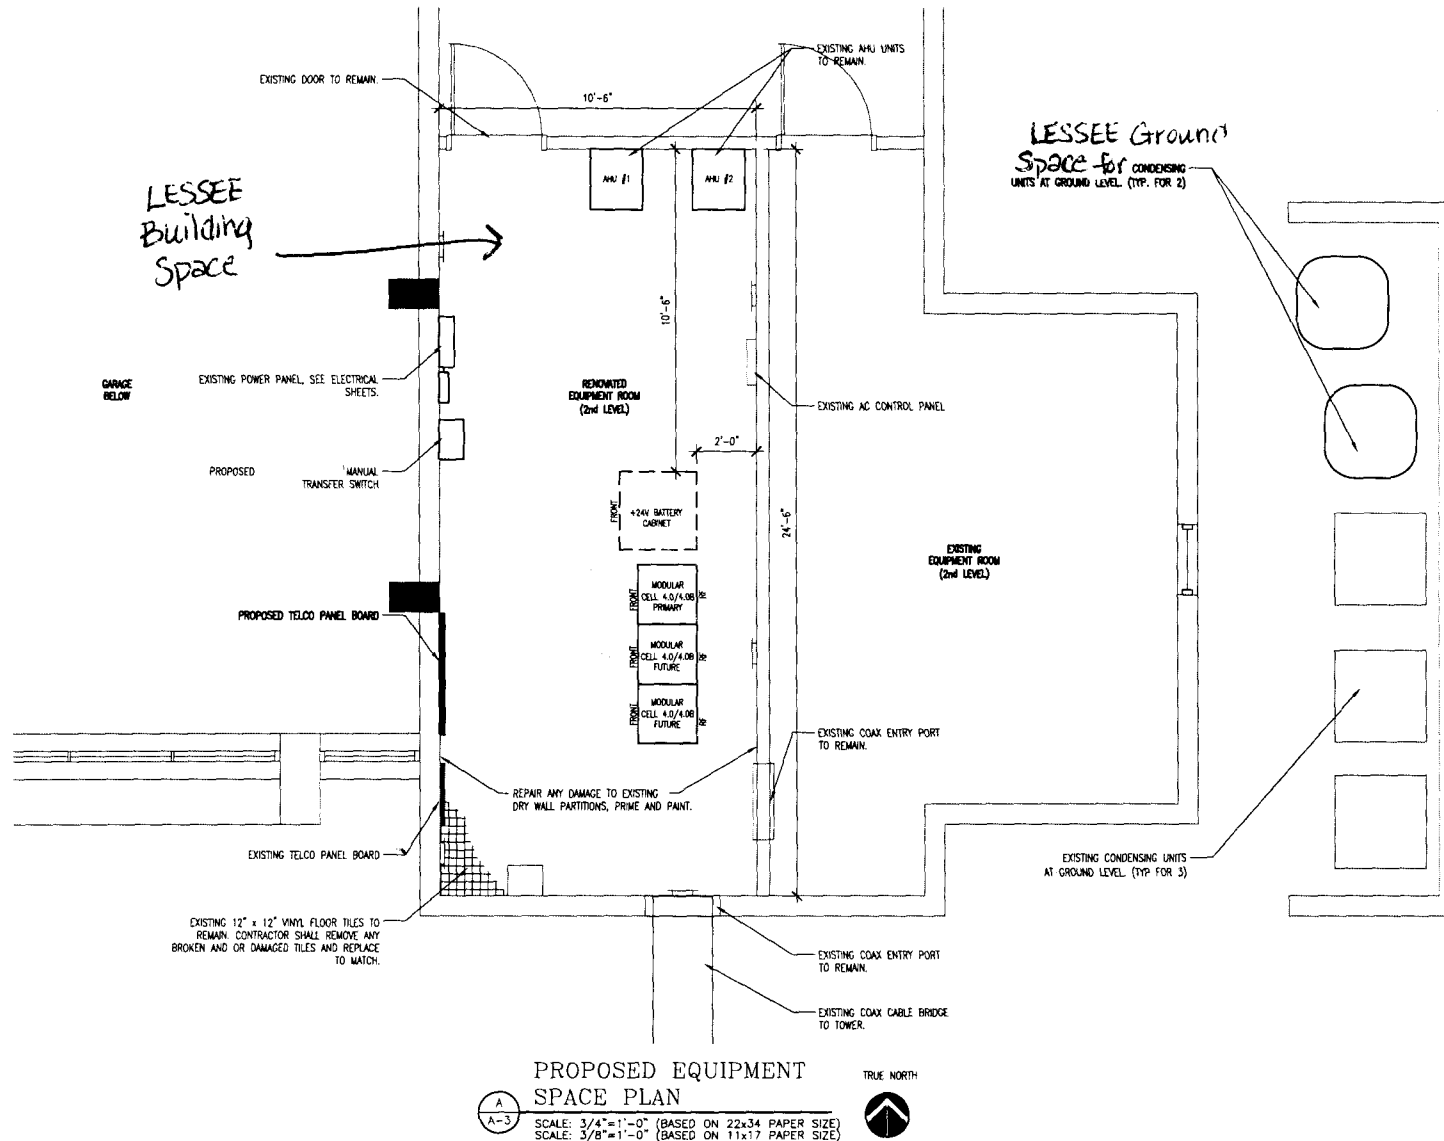 EXISTING DOOR TO REMAIN.
10'-6"
EXISTING AHU UNITS
TO REMAIN.
LESSEE Ground
Space for CONDENSING
UNITS AT GROUND LEVEL. (TYP. FOR 2)
LESSEE
Building
Space
AHU #1
AHU #2
10'-6"
GARAGE
BELOW
EXISTING POWER PANEL, SEE ELECTRICAL
SHEETS.
RENOVATED
EQUIPMENT ROOM
(2nd LEVEL)
EXISTING AC CONTROL PANEL
2'-0"
PROPOSED MANUAL
TRANSFER SWITCH
FRONT
+24V BATTERY
CABINET
24'-6"
EXISTING
EQUIPMENT ROOM
(2nd LEVEL)
FRONT
MODULAR
CELL 4.0/4.0B
PRIMARY
RF
PROPOSED TELCO PANEL BOARD
FRONT
MODULAR
CELL 4.0/4.0B
FUTURE
RF
FRONT
MODULAR
CELL 4.0/4.0B
FUTURE
RF
EXISTING COAX ENTRY PORT
TO REMAIN.
REPAIR ANY DAMAGE TO EXISTING
DRY WALL PARTITIONS, PRIME AND PAINT.
EXISTING TELCO PANEL BOARD
EXISTING CONDENSING UNITS
AT GROUND LEVEL. (TYP FOR 3)
EXISTING 12" x 12" VINYL FLOOR TILES TO
REMAIN. CONTRACTOR SHALL REMOVE ANY
BROKEN AND OR DAMAGED TILES AND REPLACE
TO MATCH.
EXISTING COAX ENTRY PORT
TO REMAIN.
EXISTING COAX CABLE BRIDGE
TO TOWER.
PROPOSED EQUIPMENT
SPACE PLAN
A
A-3
SCALE: 3/4"=1'-0" (BASED ON 22x34 PAPER SIZE)
SCALE: 3/8"=1'-0" (BASED ON 11x17 PAPER SIZE)
TRUE NORTH